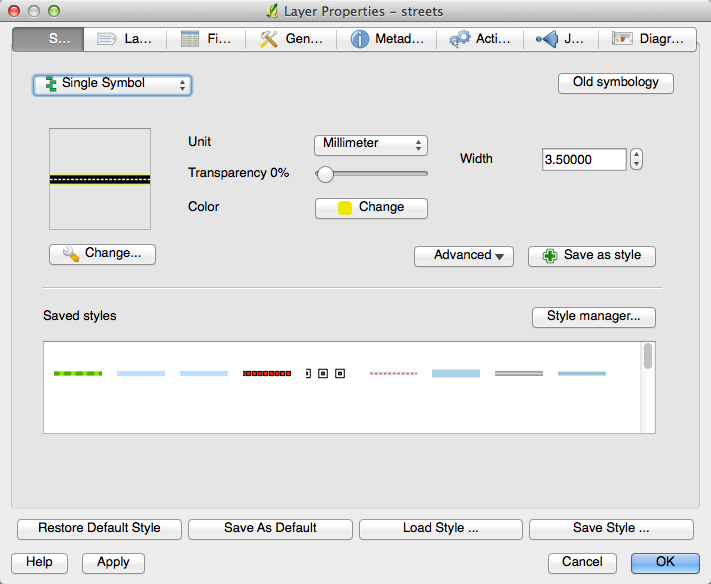 Layer Properties – streets
S... La... Fi... Gen... Metad... Acti... J... Diagr...
Single Symbol
Old symbology
Unit
Millimeter
Width
3.50000
Transparency 0%
Color
Change
Change...
Advanced
Save as style
Saved styles
Style manager...
Restore Default Style
Save As Default
Load Style ...
Save Style ...
Help
Apply
Cancel
OK